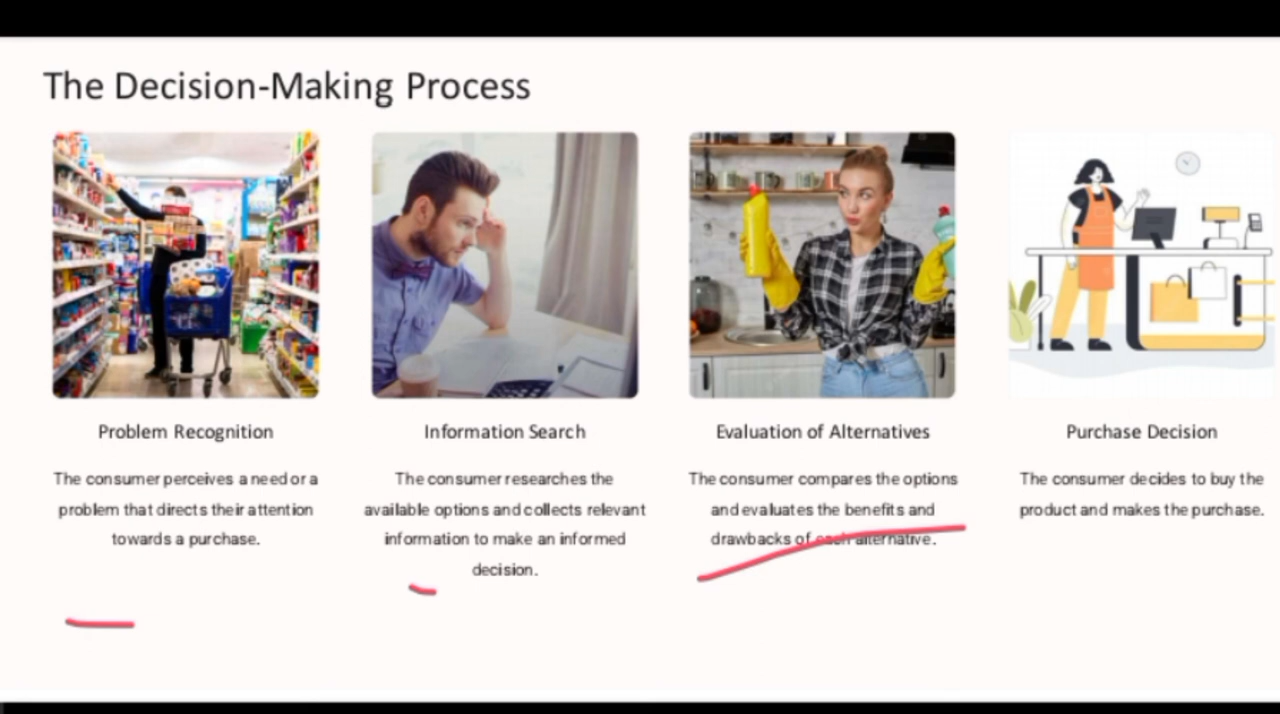 The Decision-Making Process
Problem Recognition
The consumer perceives a need or a
problem that directs their attention
towards a purchase.
Information Search
The consumer researches the
available options and collects relevant
information to make an informed
decision.
Evaluation of Alternatives
The consumer compares the options
and evaluates the benefits and
drawbacks of each alternative.
Purchase Decision
The consumer decides to buy the
product and makes the purchase.